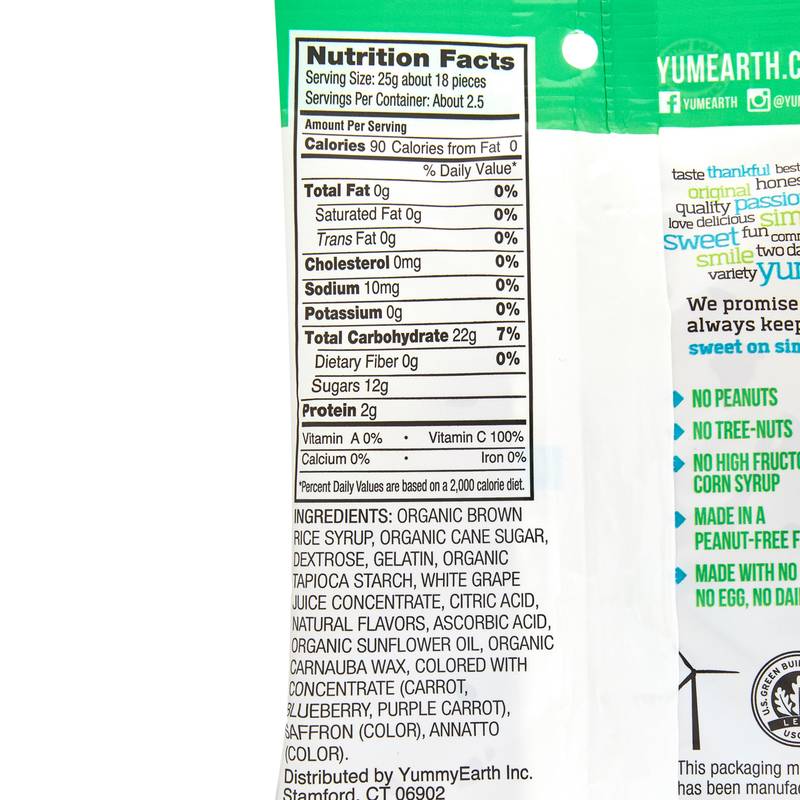 Nutrition Facts
Serving Size: 25g about 18 pieces
Servings Per Container: About 2.5
Amount Per Serving
Calories 90 Calories from Fat 0
% Daily Value*
Total Fat 0g 0%
Saturated Fat 0g 0%
Trans Fat 0g 0%
Cholesterol 0mg 0%
Sodium 10mg 0%
Potassium 0g 0%
Total Carbohydrate 22g 7%
Dietary Fiber 0g 0%
Sugars 12g
Protein 2g
Vitamin A 0% • Vitamin C 100%
Calcium 0% • Iron 0%
*Percent Daily Values are based on a 2,000 calorie diet.
INGREDIENTS: ORGANIC BROWN
RICE SYRUP, ORGANIC CANE SUGAR,
DEXTROSE, GELATIN, ORGANIC
TAPIOCA STARCH, WHITE GRAPE
JUICE CONCENTRATE, CITRIC ACID,
NATURAL FLAVORS, ASCORBIC ACID,
ORGANIC SUNFLOWER OIL, ORGANIC
CARNAUBA WAX, COLORED WITH
CONCENTRATE (CARROT,
BLUEBERRY, PURPLE CARROT),
SAFFRON (COLOR), ANNATTO
(COLOR).
Distributed by YummyEarth Inc.
Stamford, CT 06902
YUMEARTH.C
YUMEARTH @YU
taste thankful best
original hones
quality passio
love delicious sim
sweet fun com
smile two da
variety yu
We promise
always keep
sweet on sim
NO PEANUTS
NO TREE-NUTS
NO HIGH FRUCTO
CORN SYRUP
MADE IN A
PEANUT-FREE F
MADE WITH NO
NO EGG, NO DAI
U.S. GREEN BUI
LE
USG
This packaging m
has been manufa